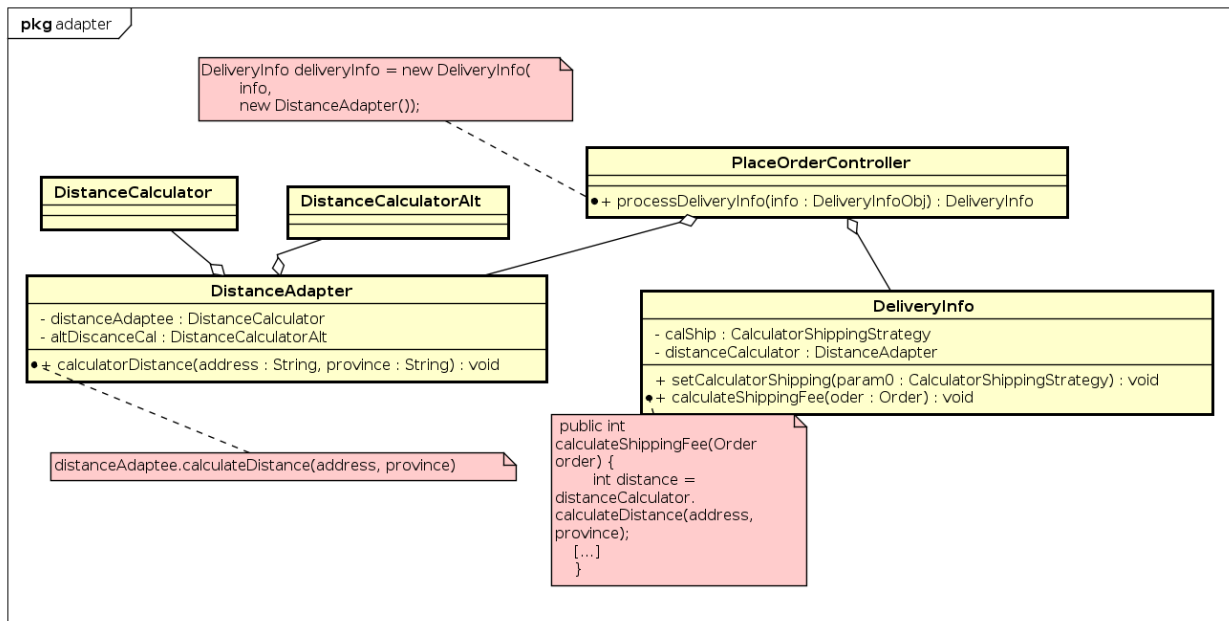 pkg adapter
DeliveryInfo deliveryInfo = new DeliveryInfo(
info,
new DistanceAdapter());
PlaceOrderController
+ processDeliveryInfo(info : DeliveryInfoObj) : DeliveryInfo
DistanceCalculator
DistanceCalculatorAlt
DistanceAdapter
- distanceAdaptee : DistanceCalculator
- altDiscanceCal : DistanceCalculatorAlt
+ calculatorDistance(address : String, province : String) : void
DeliveryInfo
- calShip : CalculatorShippingStrategy
- distanceCalculator : DistanceAdapter
+ setCalculatorShipping(param0 : CalculatorShippingStrategy) : void
+ calculateShippingFee(oder : Order) : void
distanceAdaptee.calculateDistance(address, province)
public int
calculateShippingFee(Order
order) {
int distance =
distanceCalculator.
calculateDistance(address,
province);
[...]
}